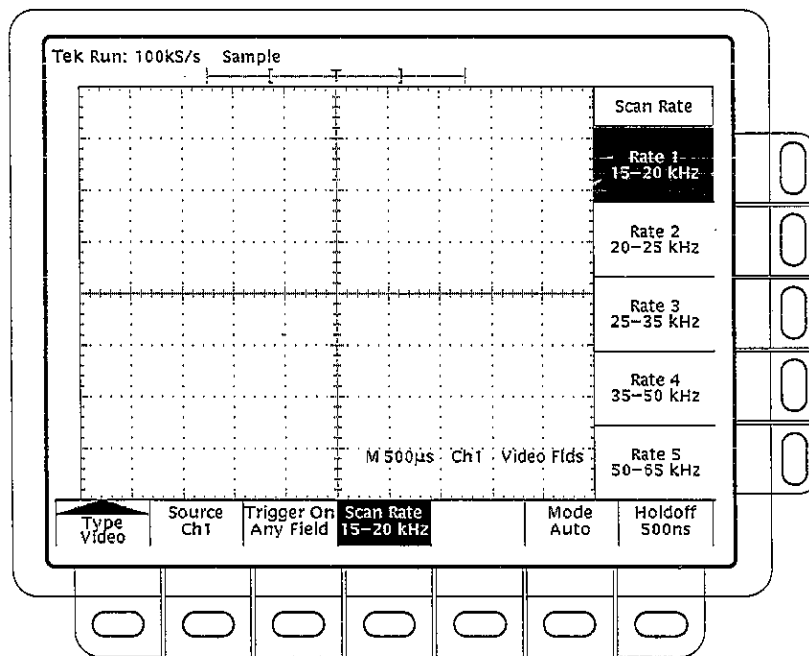 Tek Run: 100kS/s Sample
T
Scan Rate
Rate 1
15–20 kHz
Rate 2
20–25 kHz
Rate 3
25–35 kHz
Rate 4
35–50 kHz
Rate 5
50–65 kHz
M 500µs Ch1 Video Flds
Type
Video
Source
Ch1
Trigger On
Any Field
Scan Rate
15–20 kHz
Mode
Auto
Holdoff
500ns